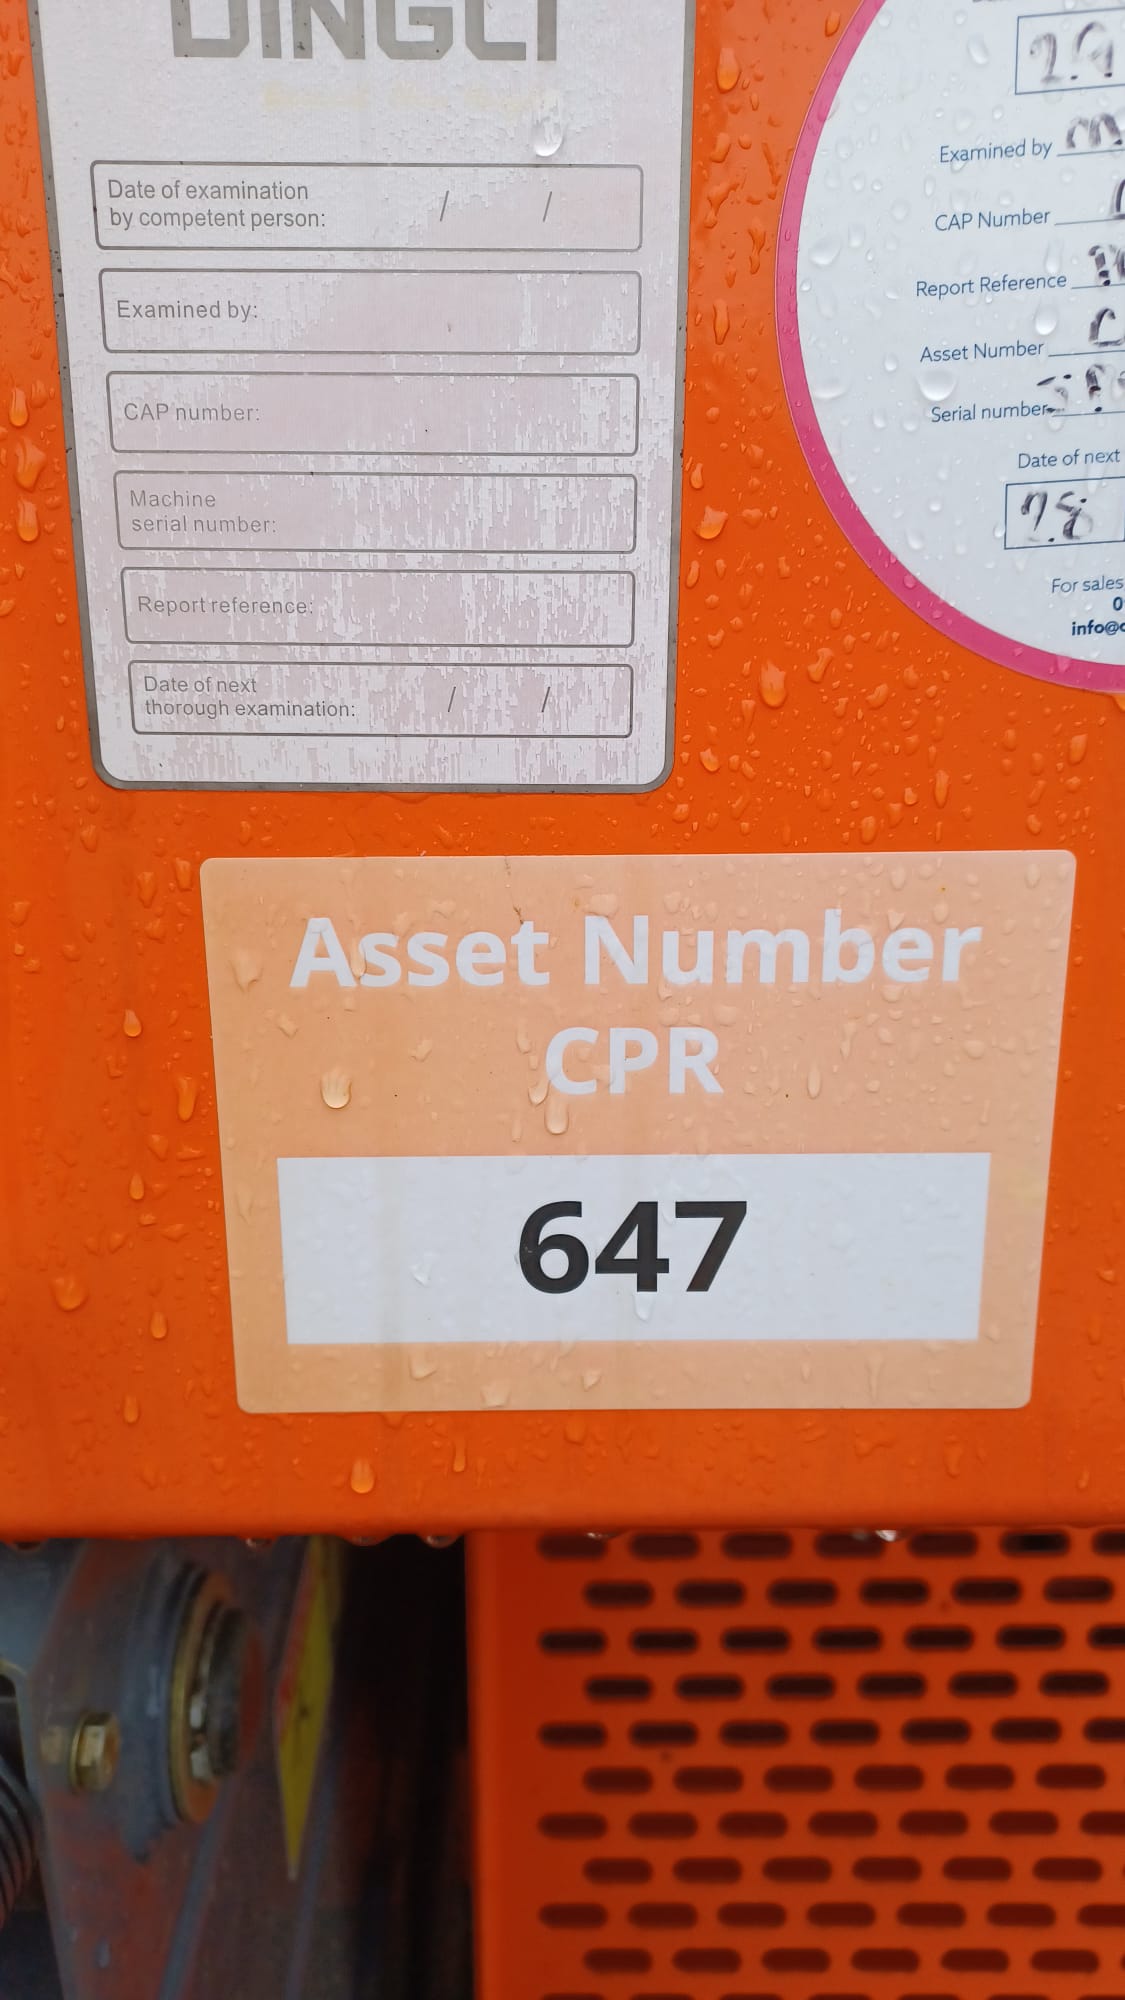 DINGLI
Date of examination
by competent person: / /
Examined by:
CAP number:
Machine
serial number:
Report reference:
Date of next
thorough examination: / /
Examined by
CAP Number
Report Reference
Asset Number
Serial number
Date of next
For sales
info@
Asset Number
CPR
647